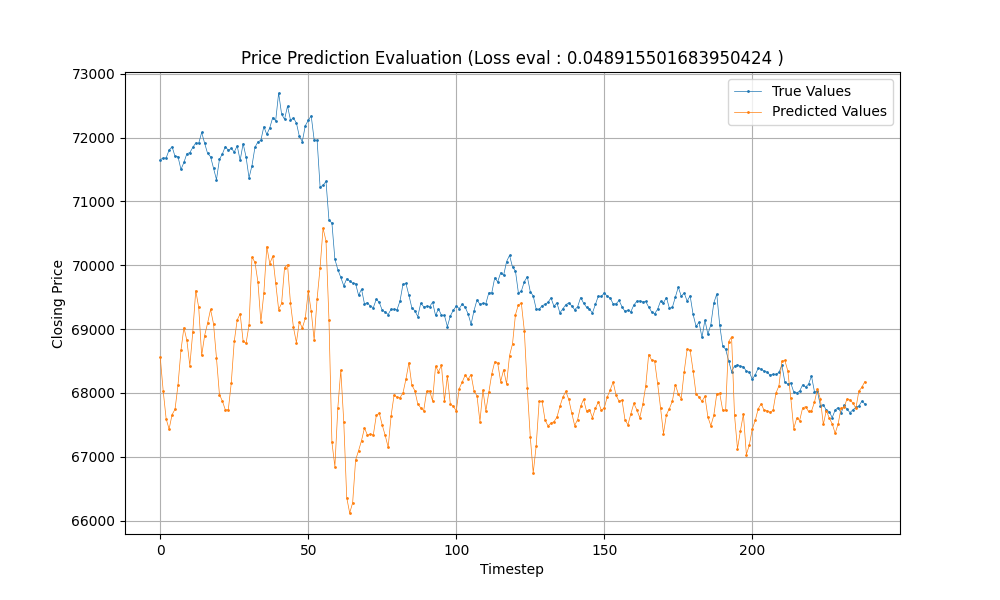 Price Prediction Evaluation (Loss eval : 0.048915501683950424 )
73000
72000
71000
70000
69000
68000
67000
66000
Closing Price
True Values
Predicted Values
0
50
100
150
200
Timestep